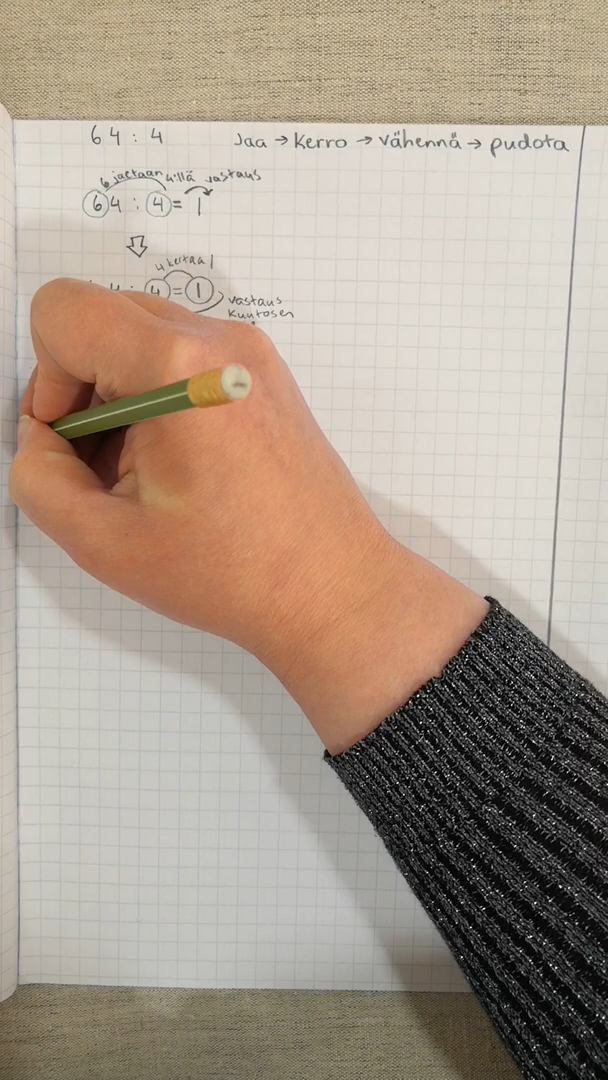 64 : 4
Jaa → Kerro → vähennä → pudota
6 jaetaan 4:llä vastaus
64 : 4 = 1
4 kertaa 1
4 : 4 = 1
vastaus
kuutosen